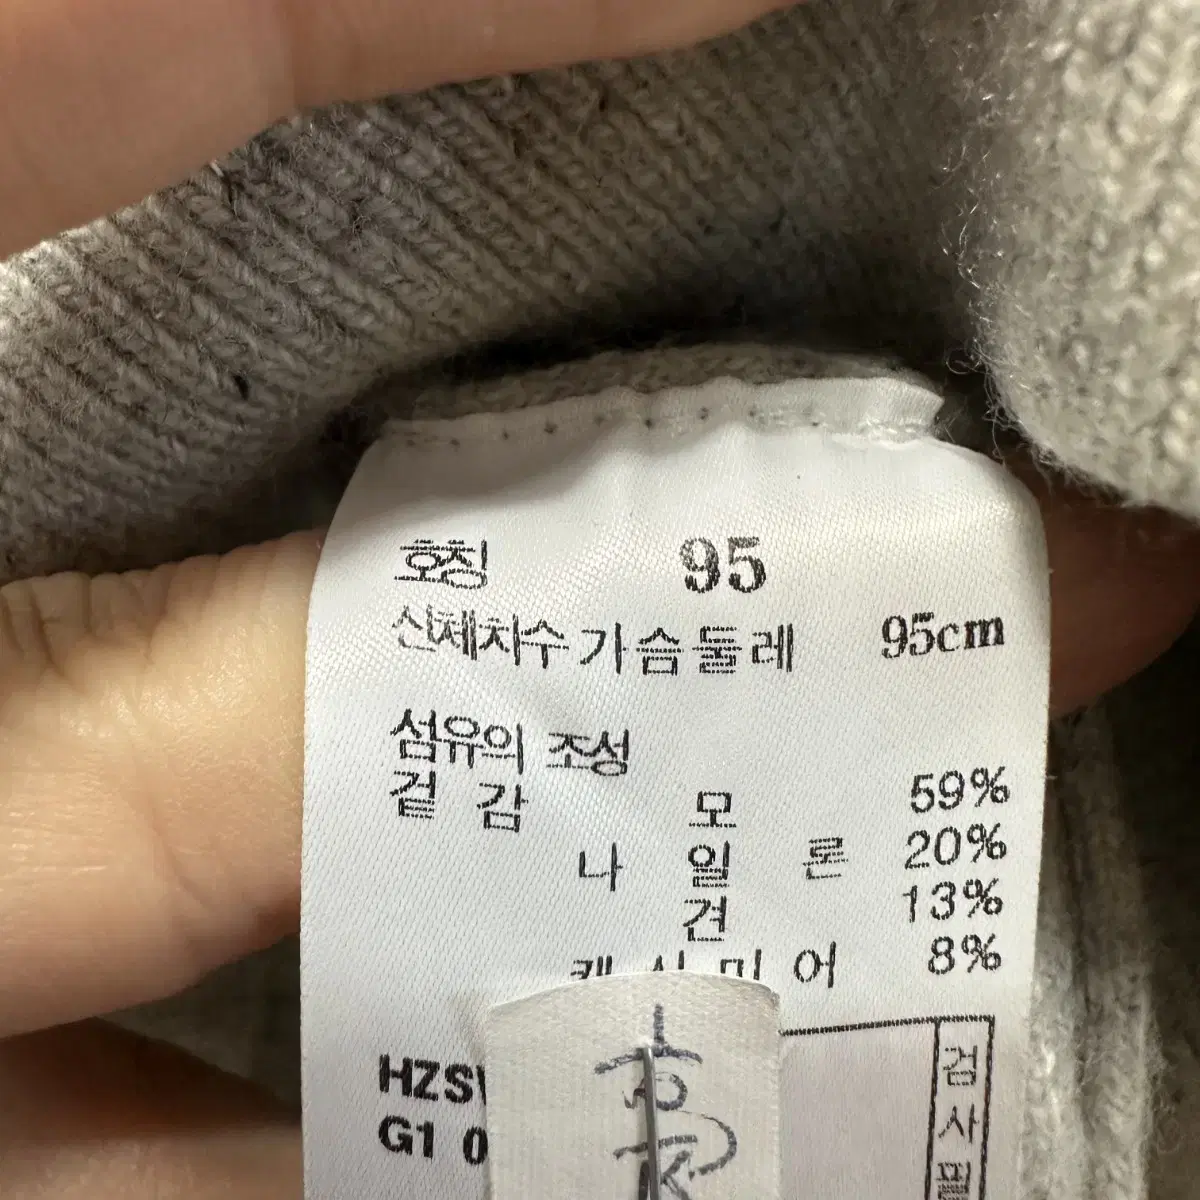 호칭 95
신체치수 가슴둘레 95cm
섬유의 조성
겉 감 모 59%
나 일 론 20%
견 13%
캐 시 미 어 8%
HZS
G1 0
검
사
필